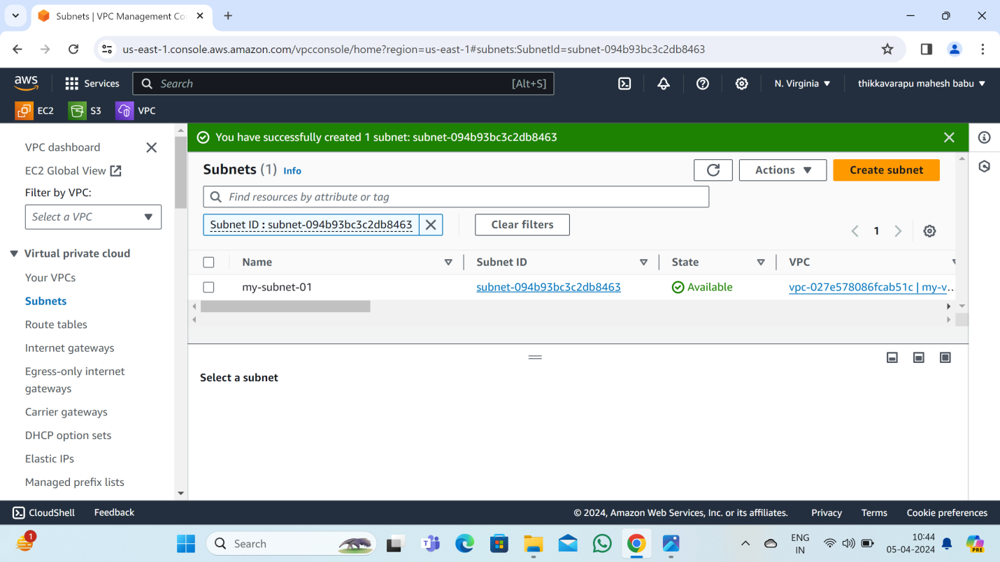 Subnets | VPC Management Co
us-east-1.console.aws.amazon.com/vpcconsole/home?region=us-east-1#subnets:SubnetId=subnet-094b93bc3c2db8463
aws
Services
Search
[Alt+S]
N. Virginia
thikkavarapu mahesh babu
EC2
S3
VPC
VPC dashboard
EC2 Global View
Filter by VPC:
Select a VPC
Virtual private cloud
Your VPCs
Subnets
Route tables
Internet gateways
Egress-only internet
gateways
Carrier gateways
DHCP option sets
Elastic IPs
Managed prefix lists
You have successfully created 1 subnet: subnet-094b93bc3c2db8463
Subnets (1) Info
Actions
Create subnet
Find resources by attribute or tag
Subnet ID : subnet-094b93bc3c2db8463
Clear filters
1
Name
Subnet ID
State
VPC
my-subnet-01
subnet-094b93bc3c2db8463
Available
vpc-027e578086fcab51c | my-v...
Select a subnet
CloudShell
Feedback
© 2024, Amazon Web Services, Inc. or its affiliates.
Privacy
Terms
Cookie preferences
1
Search
ENG
IN
10:44
05-04-2024
PRE